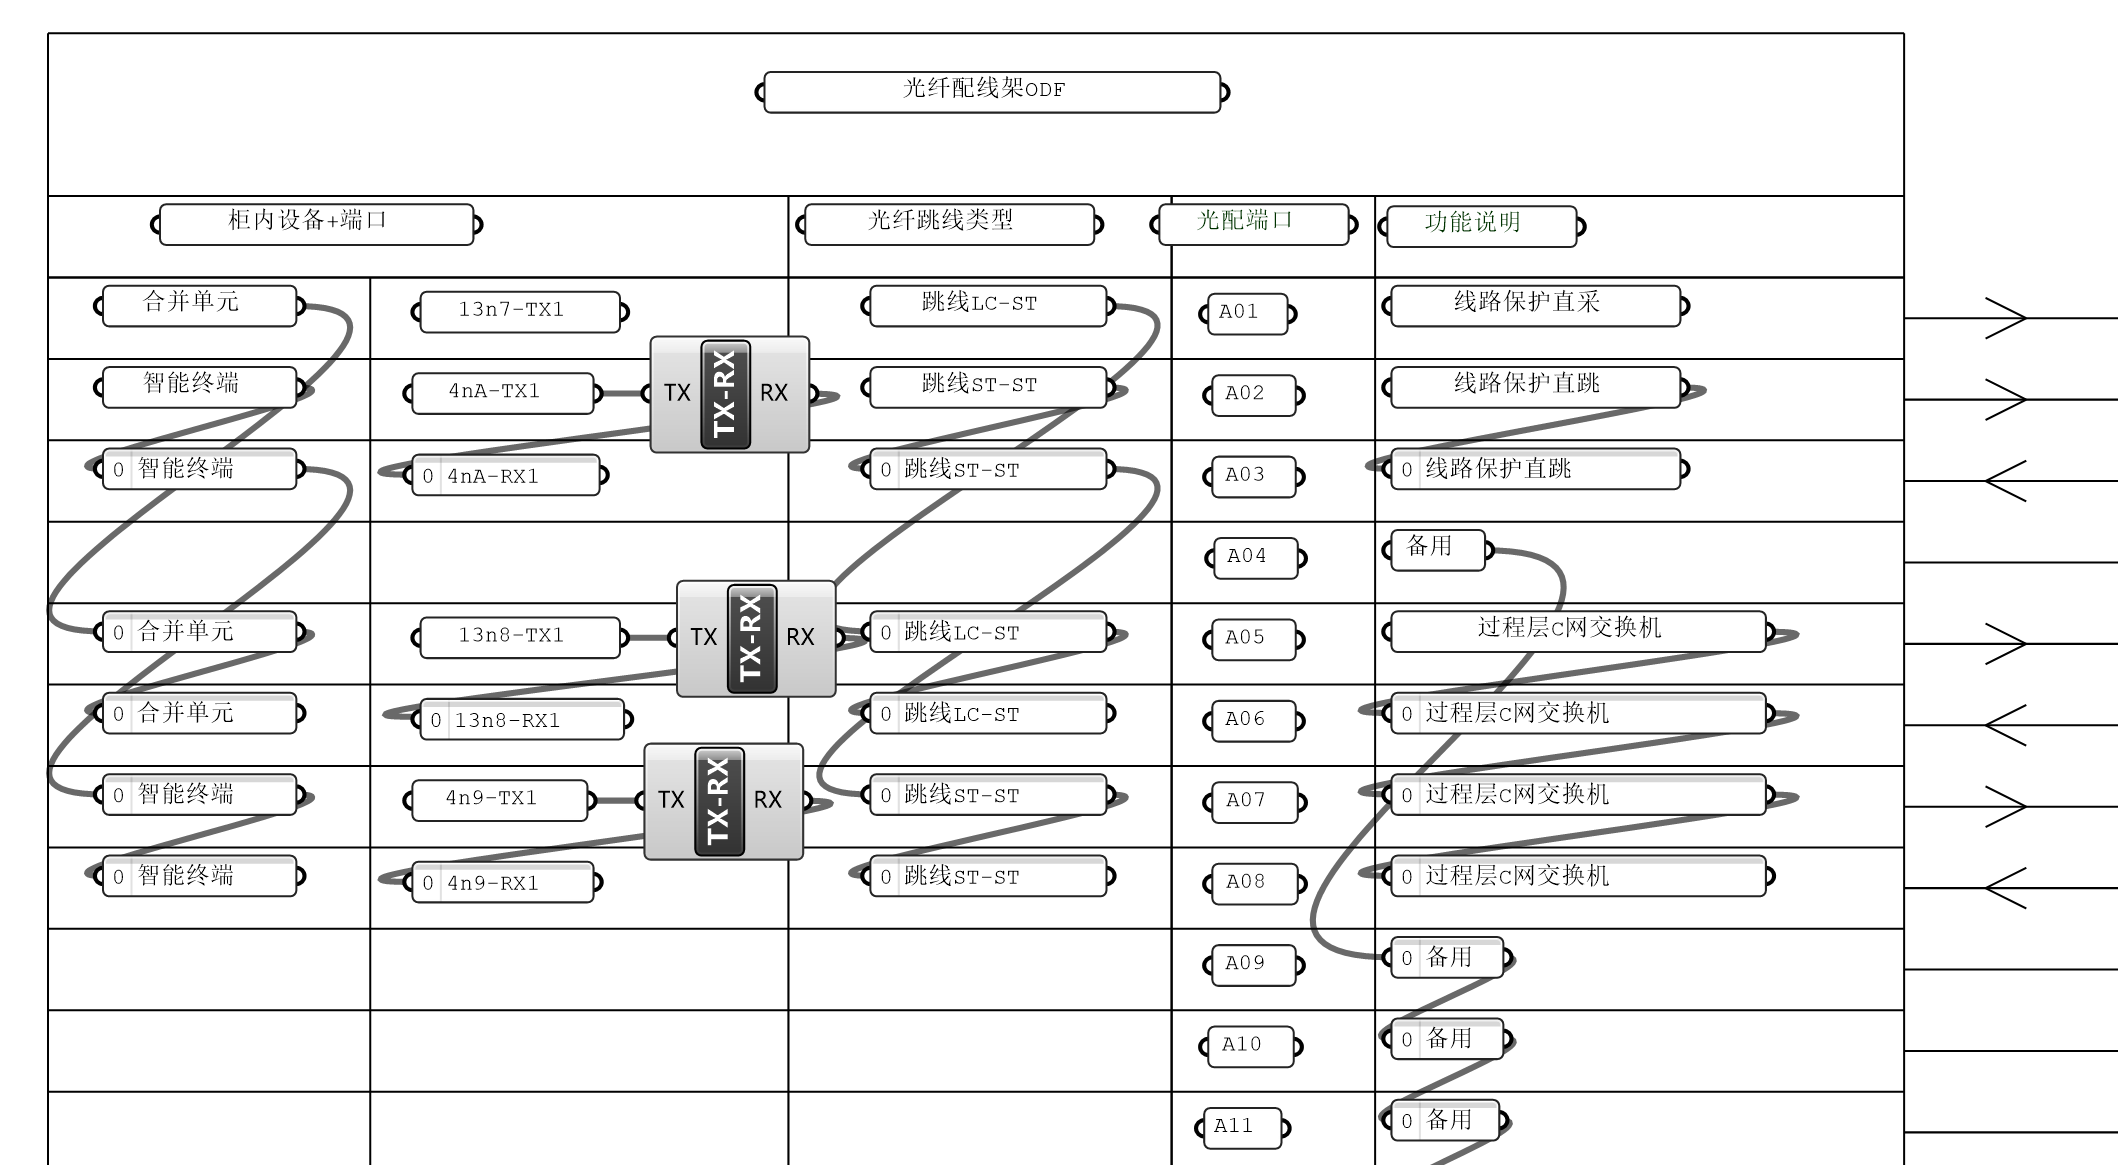 光纤配线架ODF
柜内设备+端口 光纤跳线类型 光配端口 功能说明
合并单元 13n7-TX1 跳线LC-ST A01 线路保护直采
智能终端 4nA-TX1 TX TX-RX RX 跳线ST-ST A02 线路保护直跳
0 智能终端 0 4nA-RX1 0 跳线ST-ST A03 0 线路保护直跳
A04 备用
0 合并单元 13n8-TX1 TX TX-RX RX 0 跳线LC-ST A05 过程层C网交换机
0 合并单元 0 13n8-RX1 0 跳线LC-ST A06 0 过程层C网交换机
0 智能终端 4n9-TX1 TX TX-RX RX 0 跳线ST-ST A07 0 过程层C网交换机
0 智能终端 0 4n9-RX1 0 跳线ST-ST A08 0 过程层C网交换机
A09 0 备用
A10 0 备用
A11 0 备用